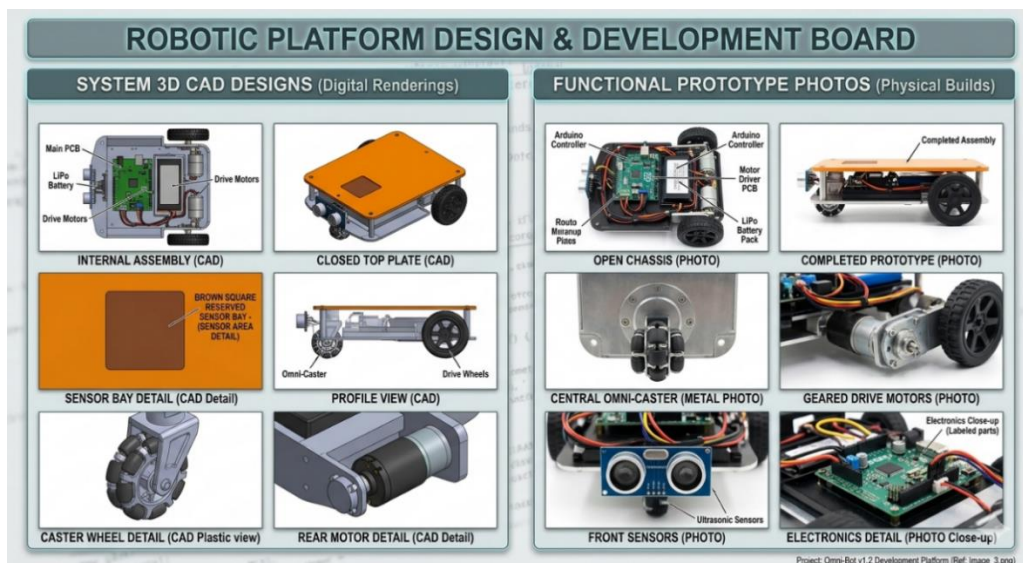 ROBOTIC PLATFORM DESIGN & DEVELOPMENT BOARD
SYSTEM 3D CAD DESIGNS (Digital Renderings)
Main PCB
LiPo
Battery
Drive Motors
Drive Motors
INTERNAL ASSEMBLY (CAD)
CLOSED TOP PLATE (CAD)
BROWN SQUARE
RESERVED
SENSOR BAY -
(SENSOR AREA
DETAIL)
SENSOR BAY DETAIL (CAD Detail)
Omni-Caster
Drive Wheels
PROFILE VIEW (CAD)
CASTER WHEEL DETAIL (CAD Plastic view)
REAR MOTOR DETAIL (CAD Detail)
FUNCTIONAL PROTOTYPE PHOTOS (Physical Builds)
Arduino
Controller
Arduino
Controller
Motor
Driver
PCB
LiPo
Battery
Pack
Routo
OPEN CHASSIS (PHOTO)
Completed Assembly
COMPLETED PROTOTYPE (PHOTO)
CENTRAL OMNI-CASTER (METAL PHOTO)
GEARED DRIVE MOTORS (PHOTO)
Ultrasonic Sensors
FRONT SENSORS (PHOTO)
Electronics Close-up
(Labeled parts)
ELECTRONICS DETAIL (PHOTO Close-up)
Project: Omni-Bot v1.2 Development Platform (Ref: image_3.png)